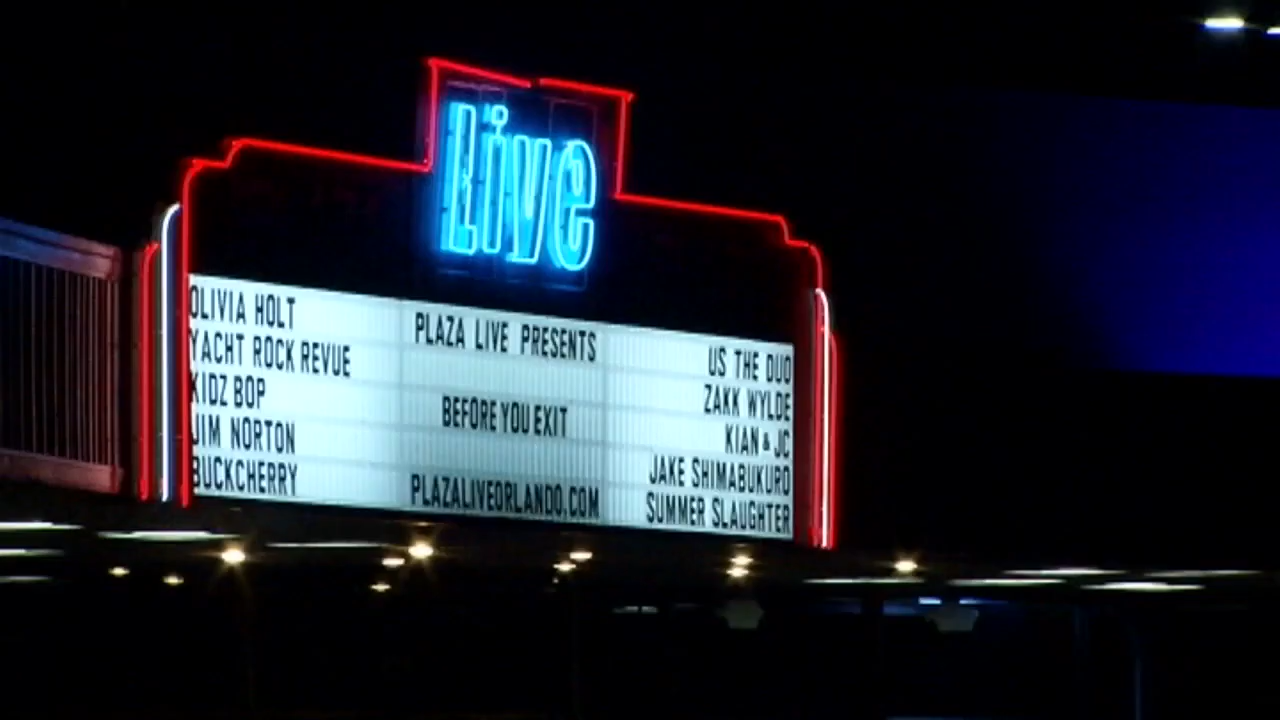 Live
OLIVIA HOLT
YACHT ROCK REVUE
KIDZ BOP
JIM NORTON
BUCKCHERRY
PLAZA LIVE PRESENTS
BEFORE YOU EXIT
PLAZALIVEORLANDO.COM
US THE DUO
ZAKK WYLDE
KIAN & JC
JAKE SHIMABUKURO
SUMMER SLAUGHTER